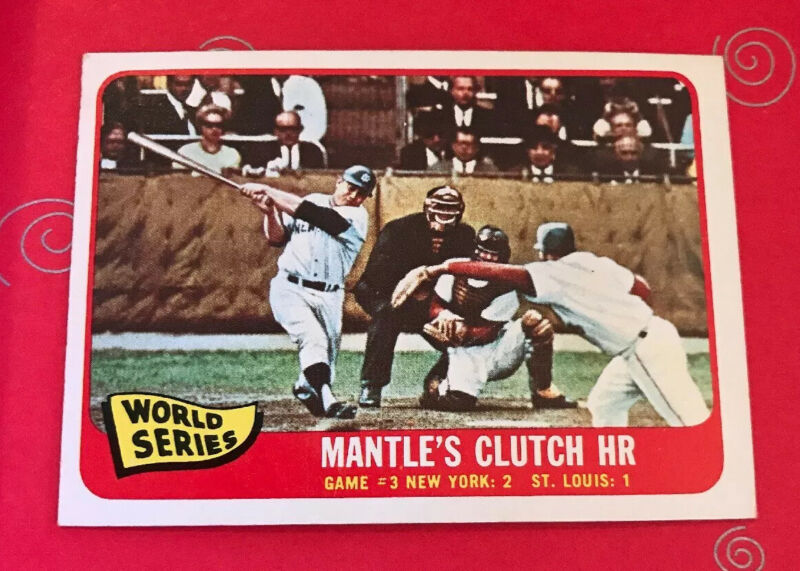 WORLD
SERIES
MANTLE'S CLUTCH HR
GAME #3 NEW YORK: 2 ST. LOUIS: 1